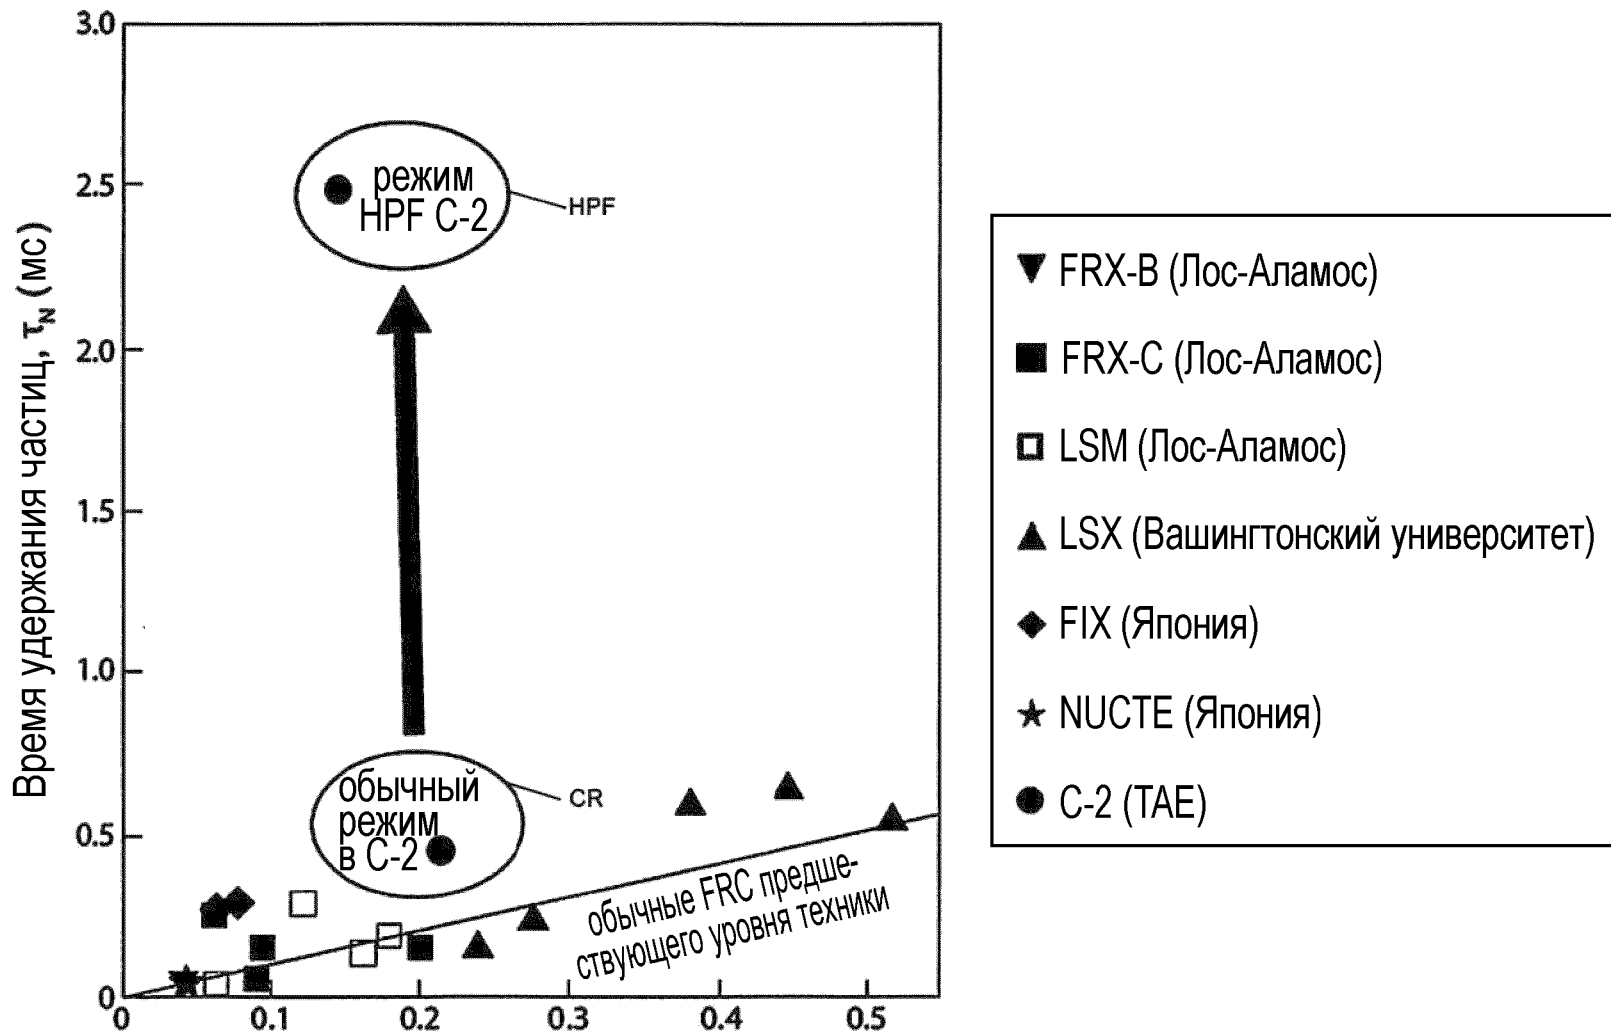 3.0
2.5
2.0
1.5
1.0
0.5
0
Время удержания частиц, τN (мс)
режим
HPF C-2
HPF
обычный
режим
в C-2
CR
обычные FRC предше-
ствующего уровня техники
0
0.1
0.2
0.3
0.4
0.5
FRX-B (Лос-Аламос)
FRX-C (Лос-Аламос)
LSM (Лос-Аламос)
LSX (Вашингтонский университет)
FIX (Япония)
NUCTE (Япония)
C-2 (TAE)